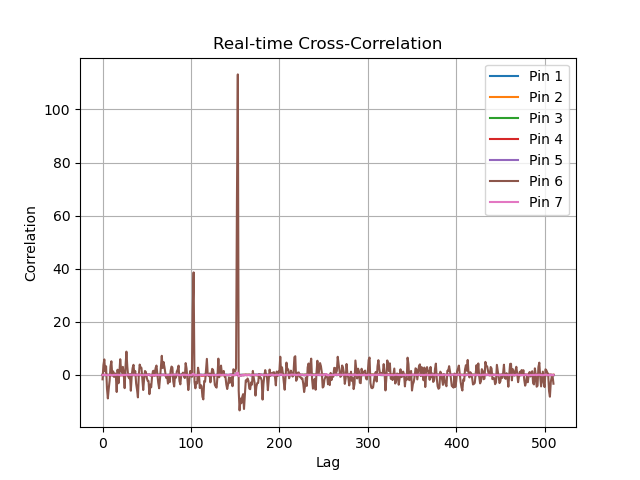 Real-time Cross-Correlation
Pin 1
Pin 2
Pin 3
Pin 4
Pin 5
Pin 6
Pin 7
100
80
60
40
20
0
Correlation
0 100 200 300 400 500
Lag